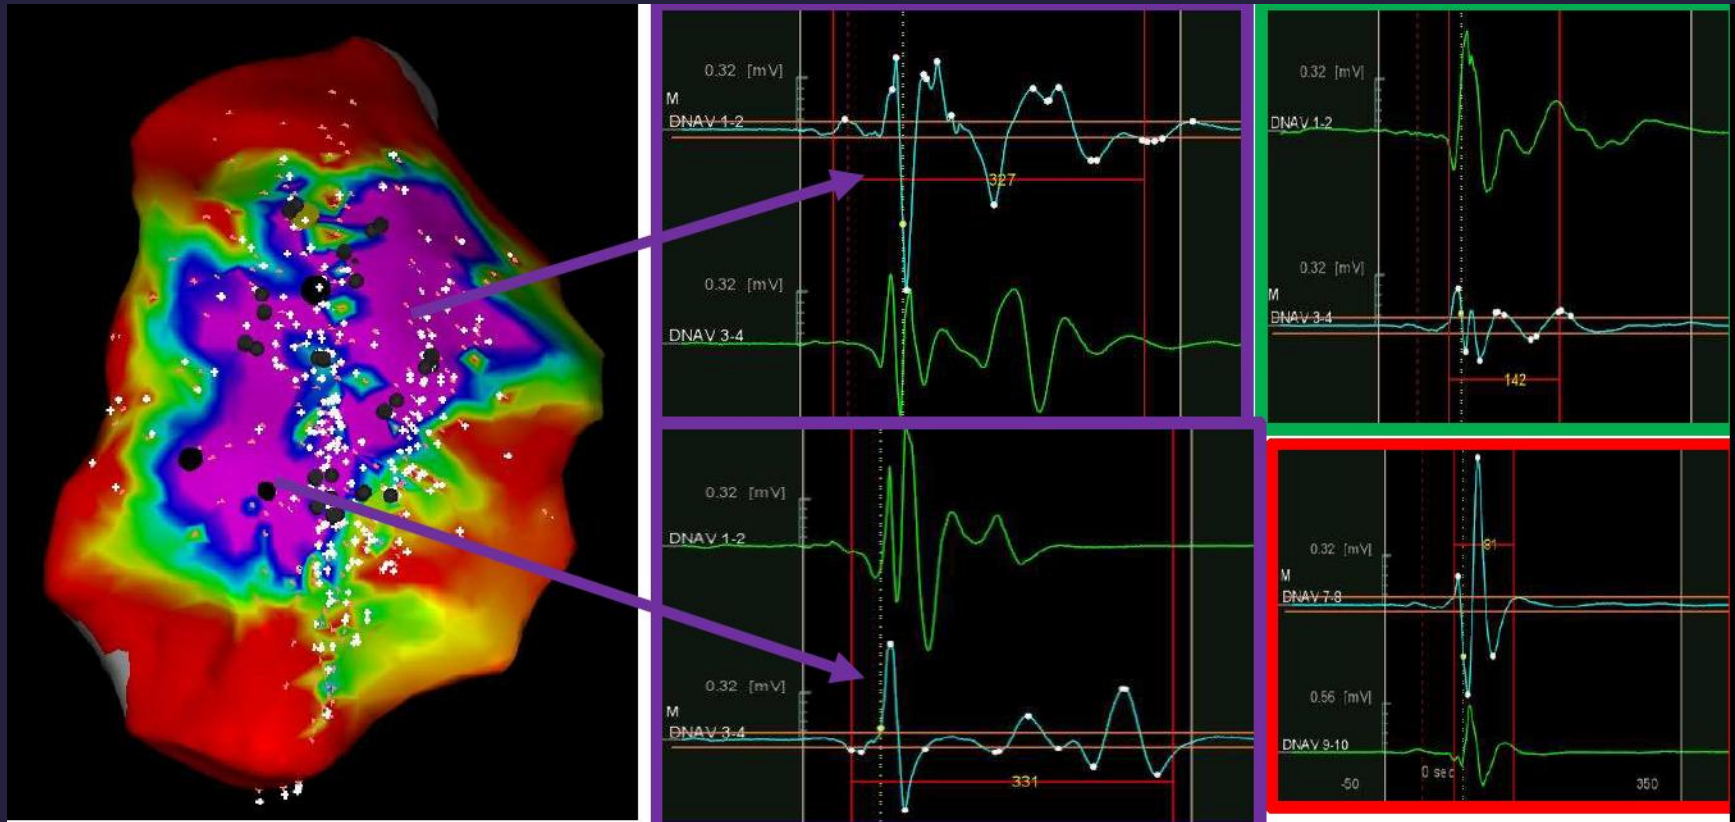 0.32 [mV]
M
DNAV 1-2
327
0.32 [mV]
DNAV 3-4
0.32 [mV]
DNAV 1-2
0.32 [mV]
M
DNAV 3-4
142
0.32 [mV]
DNAV 1-2
0.32 [mV]
M
DNAV 3-4
331
81
0.32 [mV]
M
DNAV 7-8
0.56 [mV]
DNAV 9-10
0 sec
-50
350